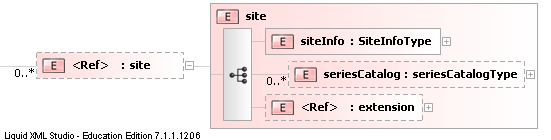 E site
E siteInfo : SiteInfoType
0..* E <Ref> : site
0..* E seriesCatalog : seriesCatalogType
E <Ref> : extension
Liquid XML Studio - Education Edition 7.1.1.1206